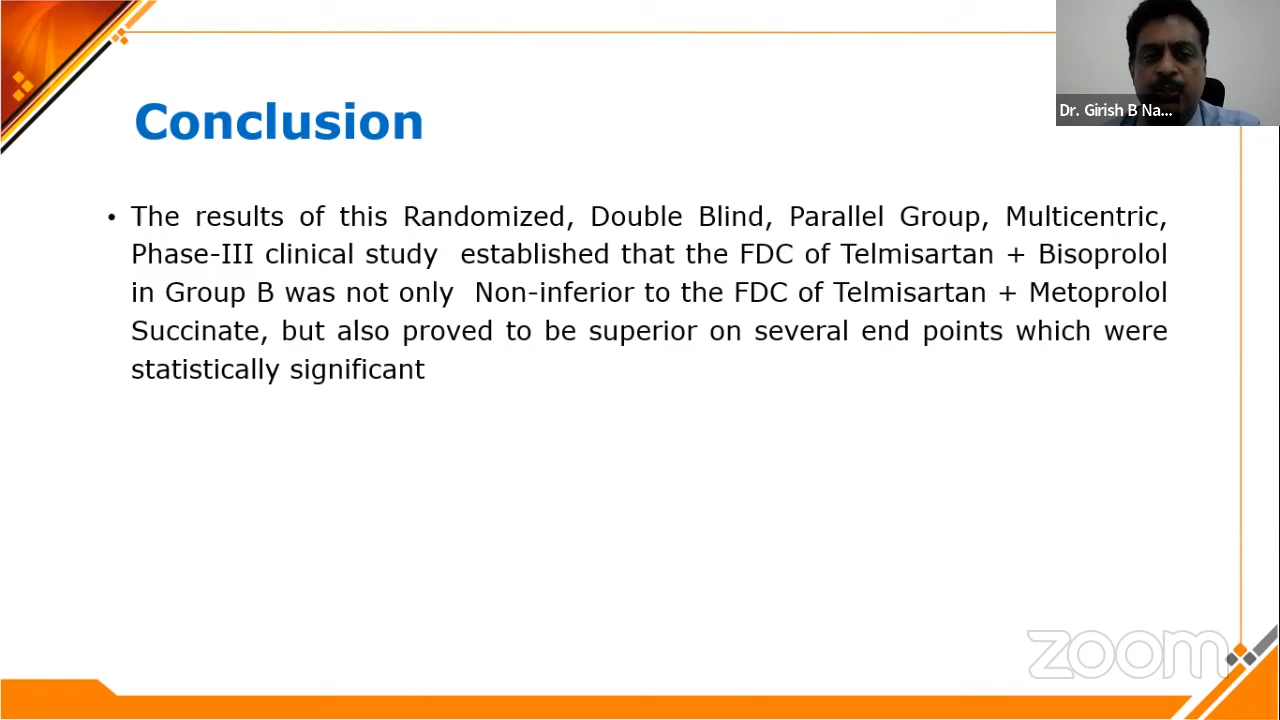 Dr. Girish B Na...
Conclusion
• The results of this Randomized, Double Blind, Parallel Group, Multicentric,
Phase-III clinical study established that the FDC of Telmisartan + Bisoprolol
in Group B was not only Non-inferior to the FDC of Telmisartan + Metoprolol
Succinate, but also proved to be superior on several end points which were
statistically significant
zoom